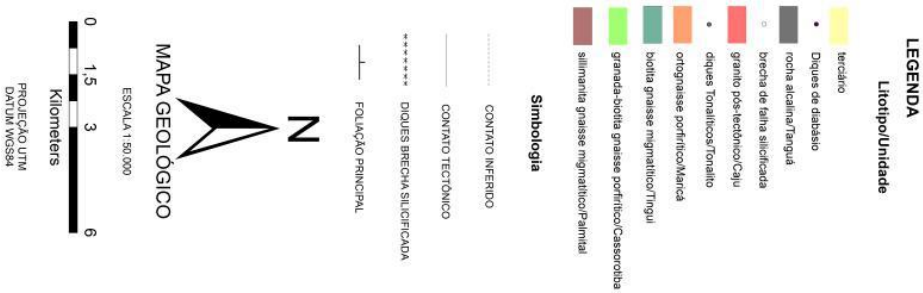 LEGENDA
Litotipo/Unidade
terciário
Diques de diabásio
rocha alcalina/Tanguá
brecha de falha silicificada
granito pós-tectônico/Caju
diques Tonalíticos/Tonalito
ortognaisse porfirítico/Maricá
biotita gnaisse migmatítico/Tingui
granada-biotita gnaisse porfirítico/Cassorotiba
sillimanita gnaisse migmatítico/Palmital
Simbologia
CONTATO INFERIDO
CONTATO TECTÔNICO
DIQUES BRECHA SILICIFICADA
FOLIAÇÃO PRINCIPAL
N
MAPA GEOLÓGICO
ESCALA 1:50.000
0 1,5 3 6
Kilometers
PROJEÇÃO UTM
DATUM WGS84